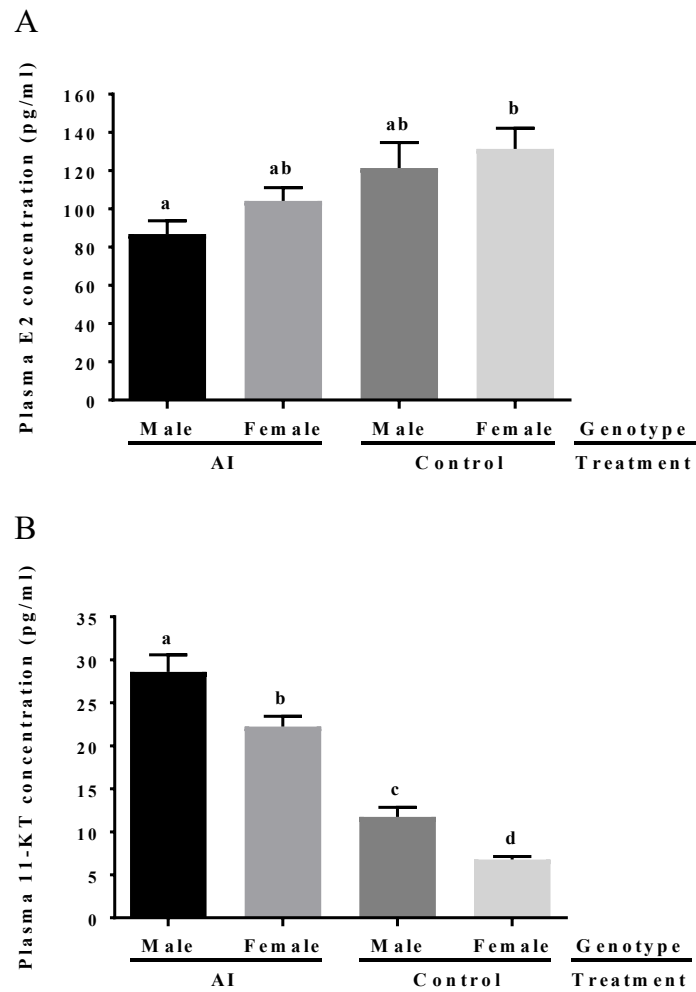 A
Plasma E2 concentration (pg/ml)
160
140
120
100
80
60
40
20
0
a
ab
ab
b
Male Female Male Female Genotype
AI Control Treatment
B
Plasma 11-KT concentration (pg/ml)
35
30
25
20
15
10
5
0
a
b
c
d
Male Female Male Female Genotype
AI Control Treatment